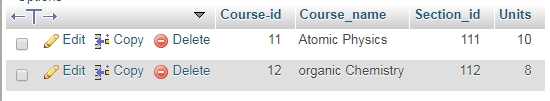 Options
←T→ Course-id Course_name Section_id Units
Edit Copy Delete 11 Atomic Physics 111 10
Edit Copy Delete 12 organic Chemistry 112 8